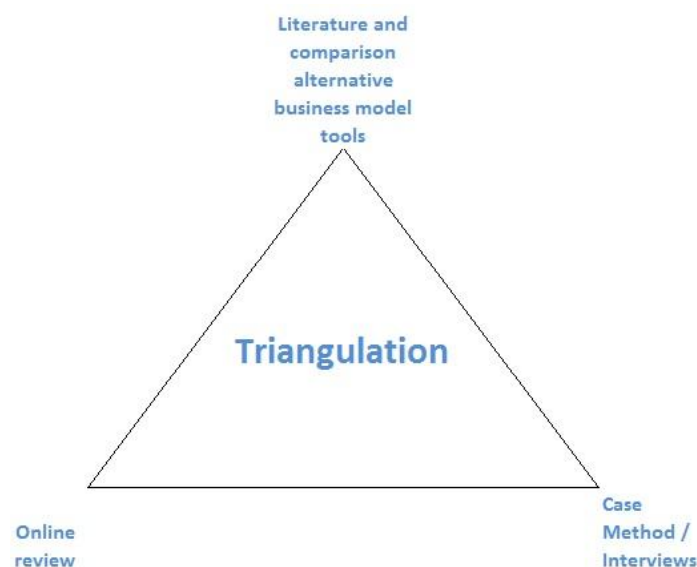 Literature and
comparison
alternative
business model
tools
Triangulation
Online
review
Case
Method /
Interviews